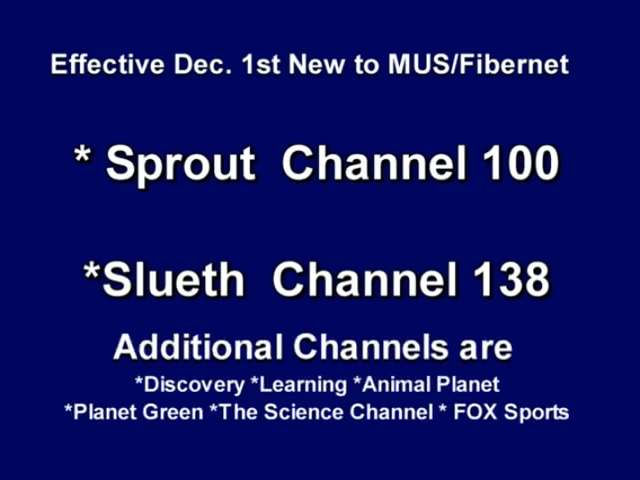 Effective Dec. 1st New to MUS/Fibernet
* Sprout Channel 100
*Slueth Channel 138
Additional Channels are
*Discovery *Learning *Animal Planet
*Planet Green *The Science Channel * FOX Sports